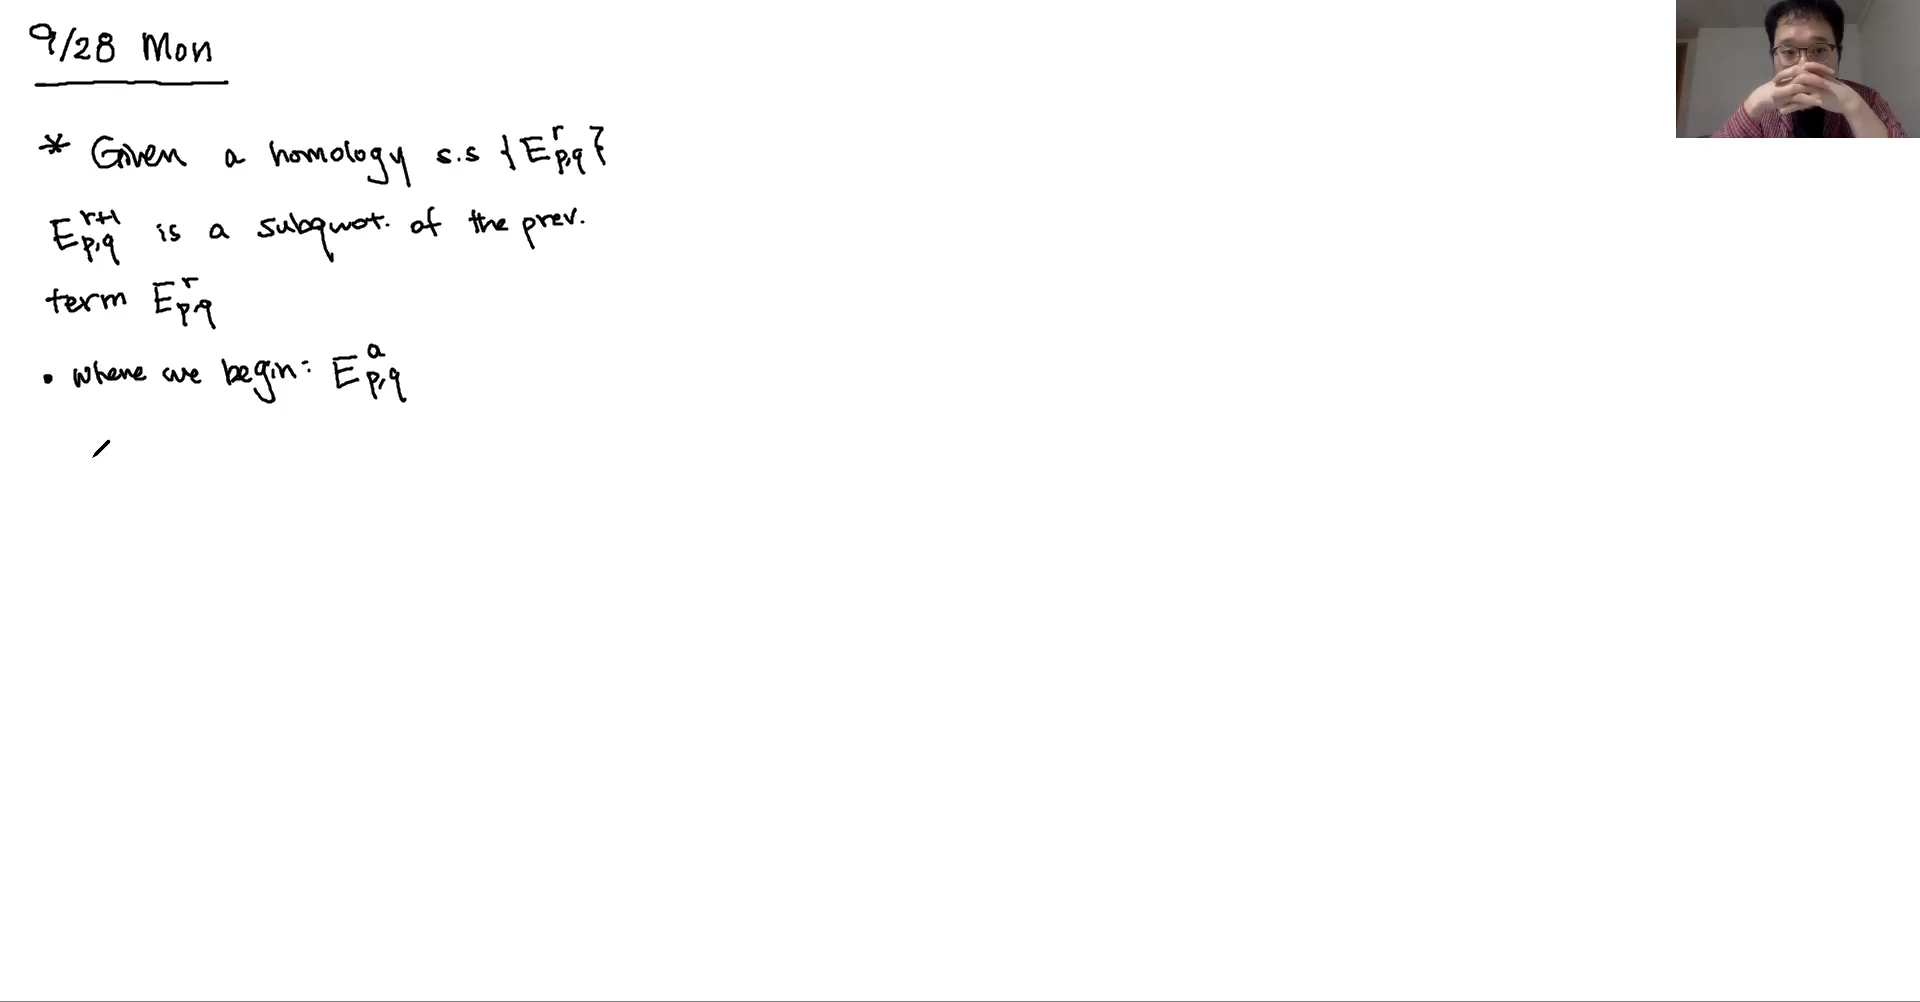 9/28 Mon
* Given a homology s.s {E^r_{p,q}}
E^{r+1}_{p,q} is a subquot. of the prev.
term E^r_{p,q}
• where we begin: E^a_{p,q}